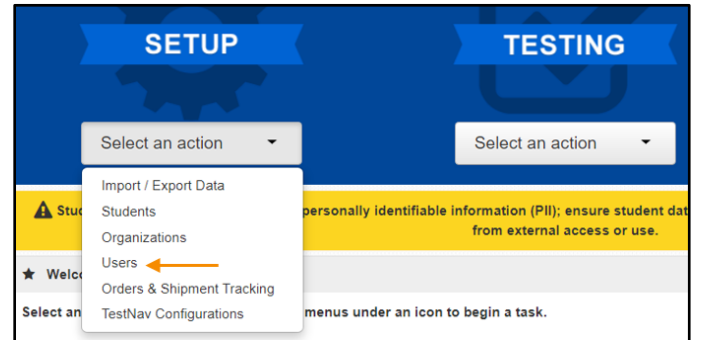 SETUP
TESTING
Select an action
Select an action
Import / Export Data
Students
Organizations
Users
Orders & Shipment Tracking
TestNav Configurations
personally identifiable information (PII); ensure student
from external access or use.
Select an
menus under an icon to begin a task.